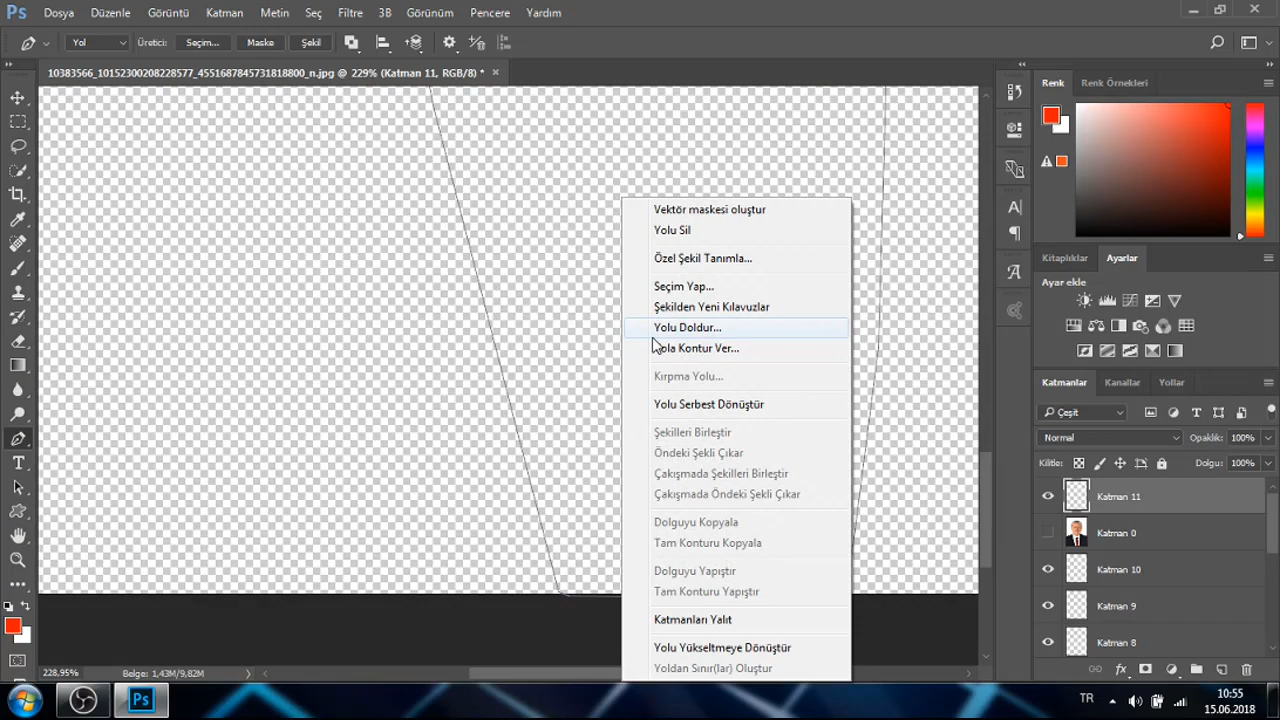 Ps Dosya Düzenle Görüntü Katman Metin Seç Filtre 3B Görünüm Pencere Yardım
Yol Üretici: Seçim... Maske Şekil
10383566_10152300208228577_4551687845731818800_n.jpg @ 229% (Katman 11, RGB/8) *
Renk Renk Örnekleri
Vektör maskesi oluştur
Yolu Sil
Özel Şekil Tanımla...
Seçim Yap...
Şekilden Yeni Kılavuzlar
Yolu Doldur...
Yola Kontur Ver...
Kırpma Yolu...
Yolu Serbest Dönüştür
Şekilleri Birleştir
Öndeki Şekli Çıkar
Çakışmada Şekilleri Birleştir
Çakışmada Öndeki Şekli Çıkar
Dolguyu Kopyala
Tam Konturu Kopyala
Dolguyu Yapıştır
Tam Konturu Yapıştır
Katmanları Yalıt
Yolu Yükseltmeye Dönüştür
Yoldan Sınır(lar) Oluştur
Kitaplıklar Ayarlar
Ayar ekle
Katmanlar Kanallar Yollar
Çeşit
Normal Opaklık: 100%
Kilitle: Dolgu: 100%
Katman 11
Katman 0
Katman 10
Katman 9
Katman 8
228,95% Belge: 1,43M/9,82M
Ps TR 10:55
15.06.2018